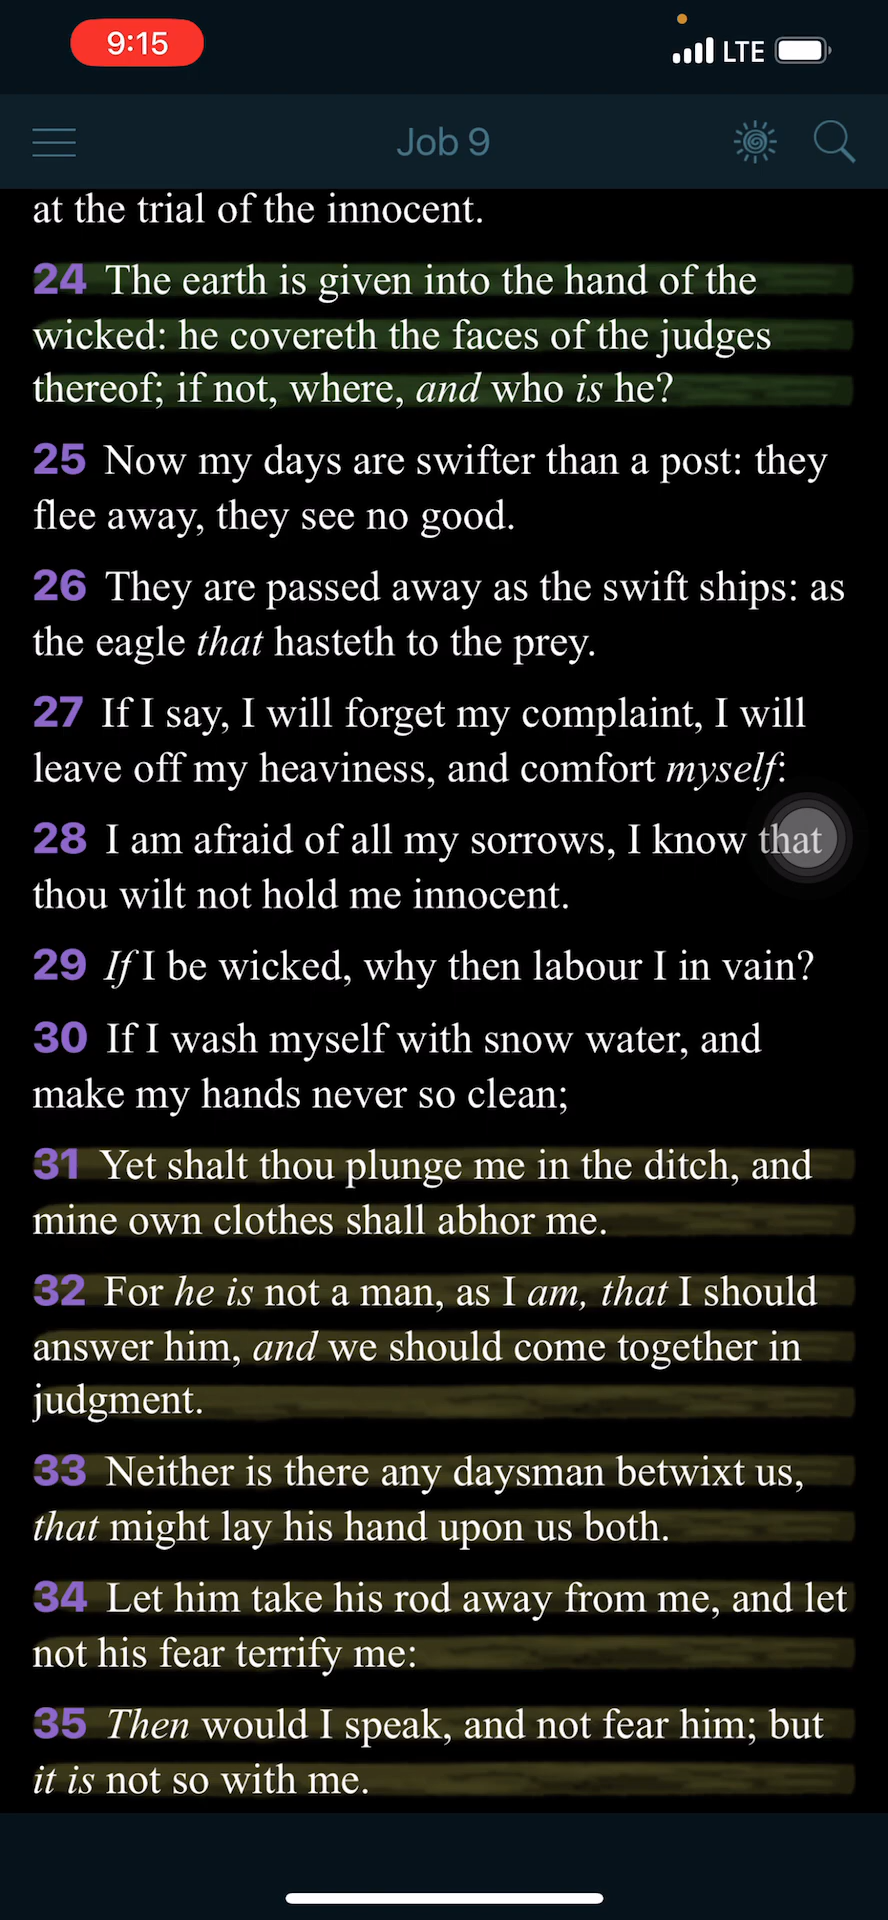 9:15
LTE
Job 9
at the trial of the innocent.
24 The earth is given into the hand of the
wicked: he covereth the faces of the judges
thereof; if not, where, and who is he?
25 Now my days are swifter than a post: they
flee away, they see no good.
26 They are passed away as the swift ships: as
the eagle that hasteth to the prey.
27 If I say, I will forget my complaint, I will
leave off my heaviness, and comfort myself:
28 I am afraid of all my sorrows, I know that
thou wilt not hold me innocent.
29 If I be wicked, why then labour I in vain?
30 If I wash myself with snow water, and
make my hands never so clean;
31 Yet shalt thou plunge me in the ditch, and
mine own clothes shall abhor me.
32 For he is not a man, as I am, that I should
answer him, and we should come together in
judgment.
33 Neither is there any daysman betwixt us,
that might lay his hand upon us both.
34 Let him take his rod away from me, and let
not his fear terrify me:
35 Then would I speak, and not fear him; but
it is not so with me.